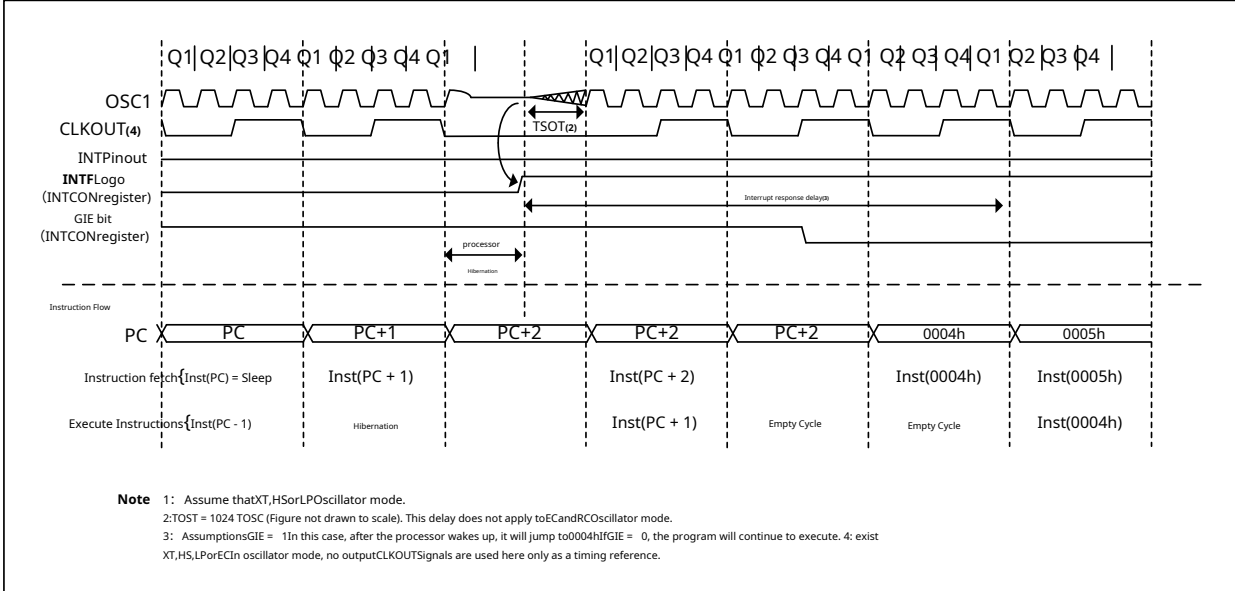 Q1 Q2 Q3 Q4 Q1 Q2 Q3 Q4 Q1 Q1 Q2 Q3 Q4 Q1 Q2 Q3 Q4 Q1 Q2 Q3 Q4 Q1 Q2 Q3 Q4
OSC1
CLKOUT(4)
TSOT(2)
INTPinout
INTFLogo
(INTCONregister)
Interrupt response delay(3)
GIE bit
(INTCONregister)
processor
Hibernation
Instruction Flow
PC PC PC+1 PC+2 PC+2 PC+2 0004h 0005h
Instruction fetch{Inst(PC) = Sleep Inst(PC + 1) Inst(PC + 2) Inst(0004h) Inst(0005h)
Execute Instructions{Inst(PC - 1) Hibernation Inst(PC + 1) Empty Cycle Empty Cycle Inst(0004h)
Note 1: Assume thatXT,HSorLPOscillator mode.
2:TOST = 1024 TOSC (Figure not drawn to scale). This delay does not apply toECandRCOscillator mode.
3: AssumptionsGIE = 1In this case, after the processor wakes up, it will jump to0004hIfGIE = 0, the program will continue to execute. 4: exist
XT,HS,LPorECIn oscillator mode, no outputCLKOUTSignals are used here only as a timing reference.